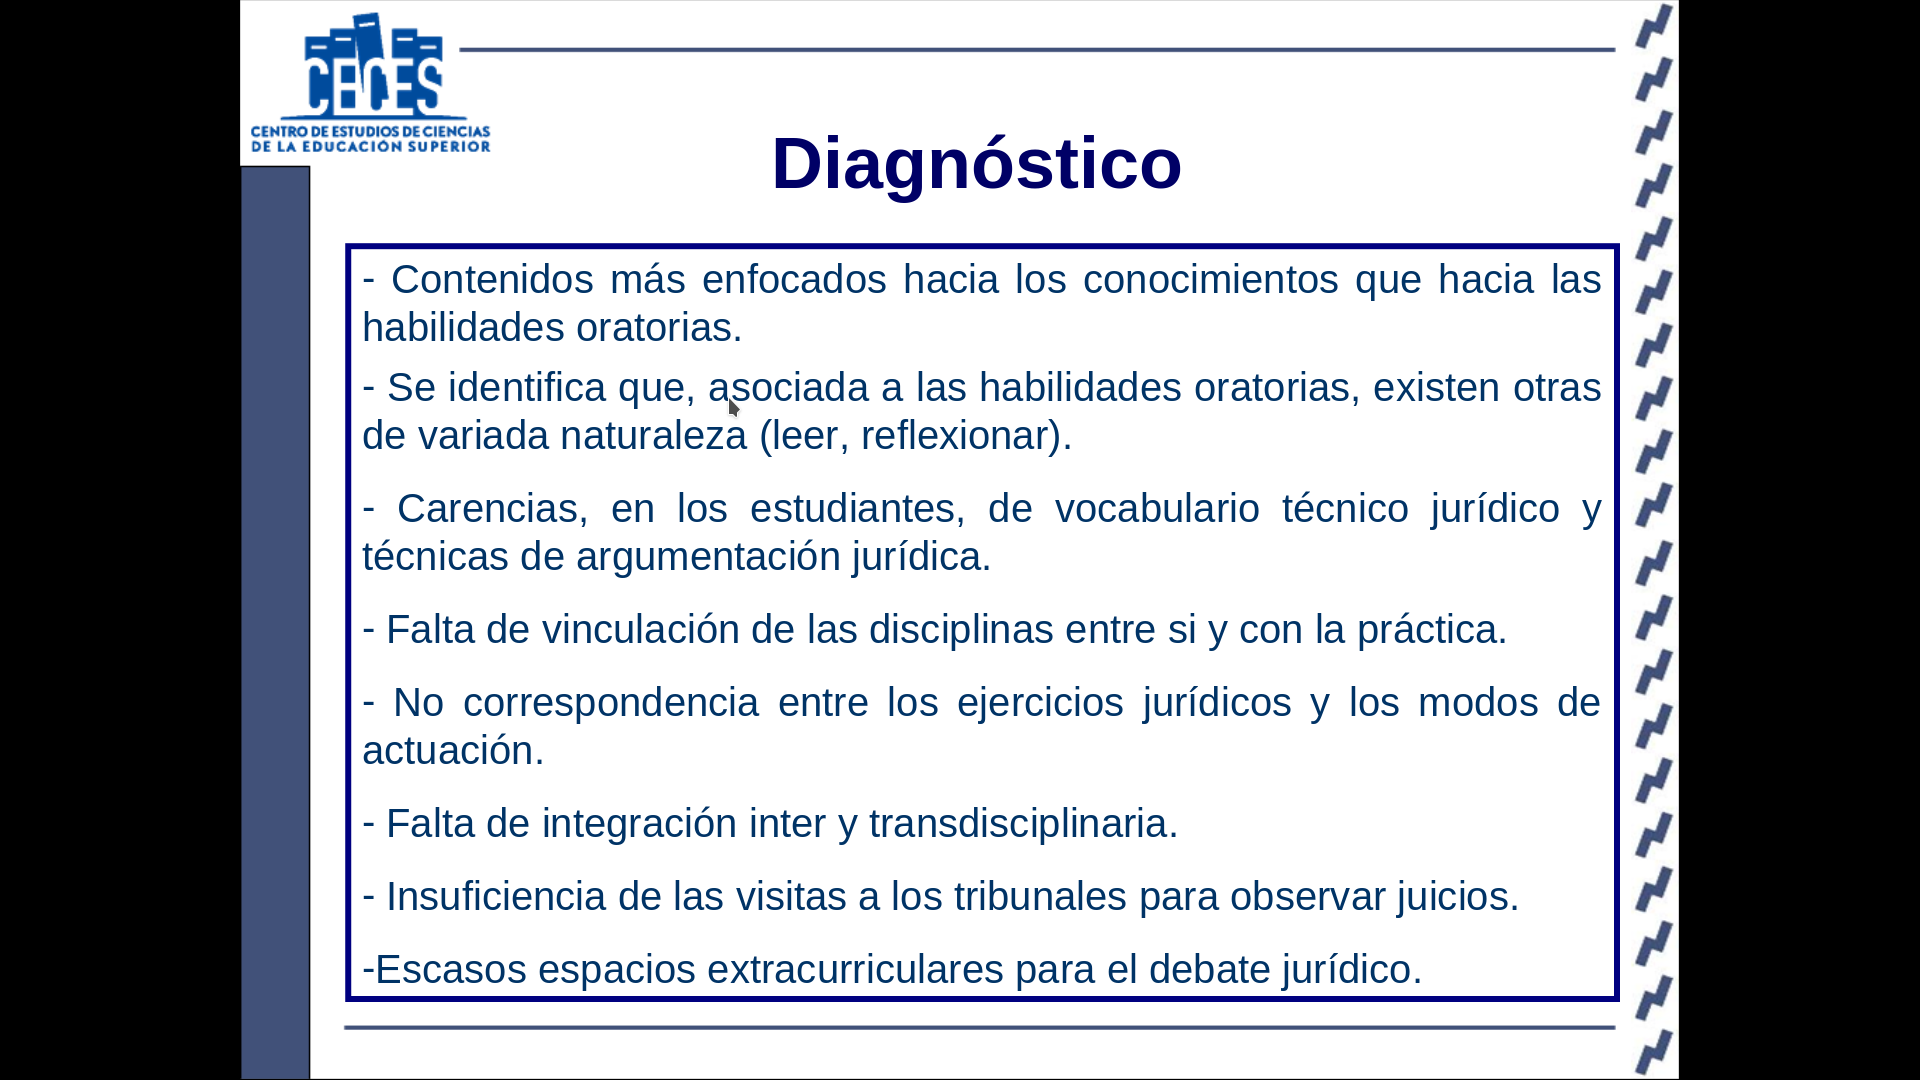 CECES
CENTRO DE ESTUDIOS DE CIENCIAS
DE LA EDUCACIÓN SUPERIOR
Diagnóstico
- Contenidos más enfocados hacia los conocimientos que hacia las
habilidades oratorias.
- Se identifica que, asociada a las habilidades oratorias, existen otras
de variada naturaleza (leer, reflexionar).
- Carencias, en los estudiantes, de vocabulario técnico jurídico y
técnicas de argumentación jurídica.
- Falta de vinculación de las disciplinas entre si y con la práctica.
- No correspondencia entre los ejercicios jurídicos y los modos de
actuación.
- Falta de integración inter y transdisciplinaria.
- Insuficiencia de las visitas a los tribunales para observar juicios.
-Escasos espacios extracurriculares para el debate jurídico.